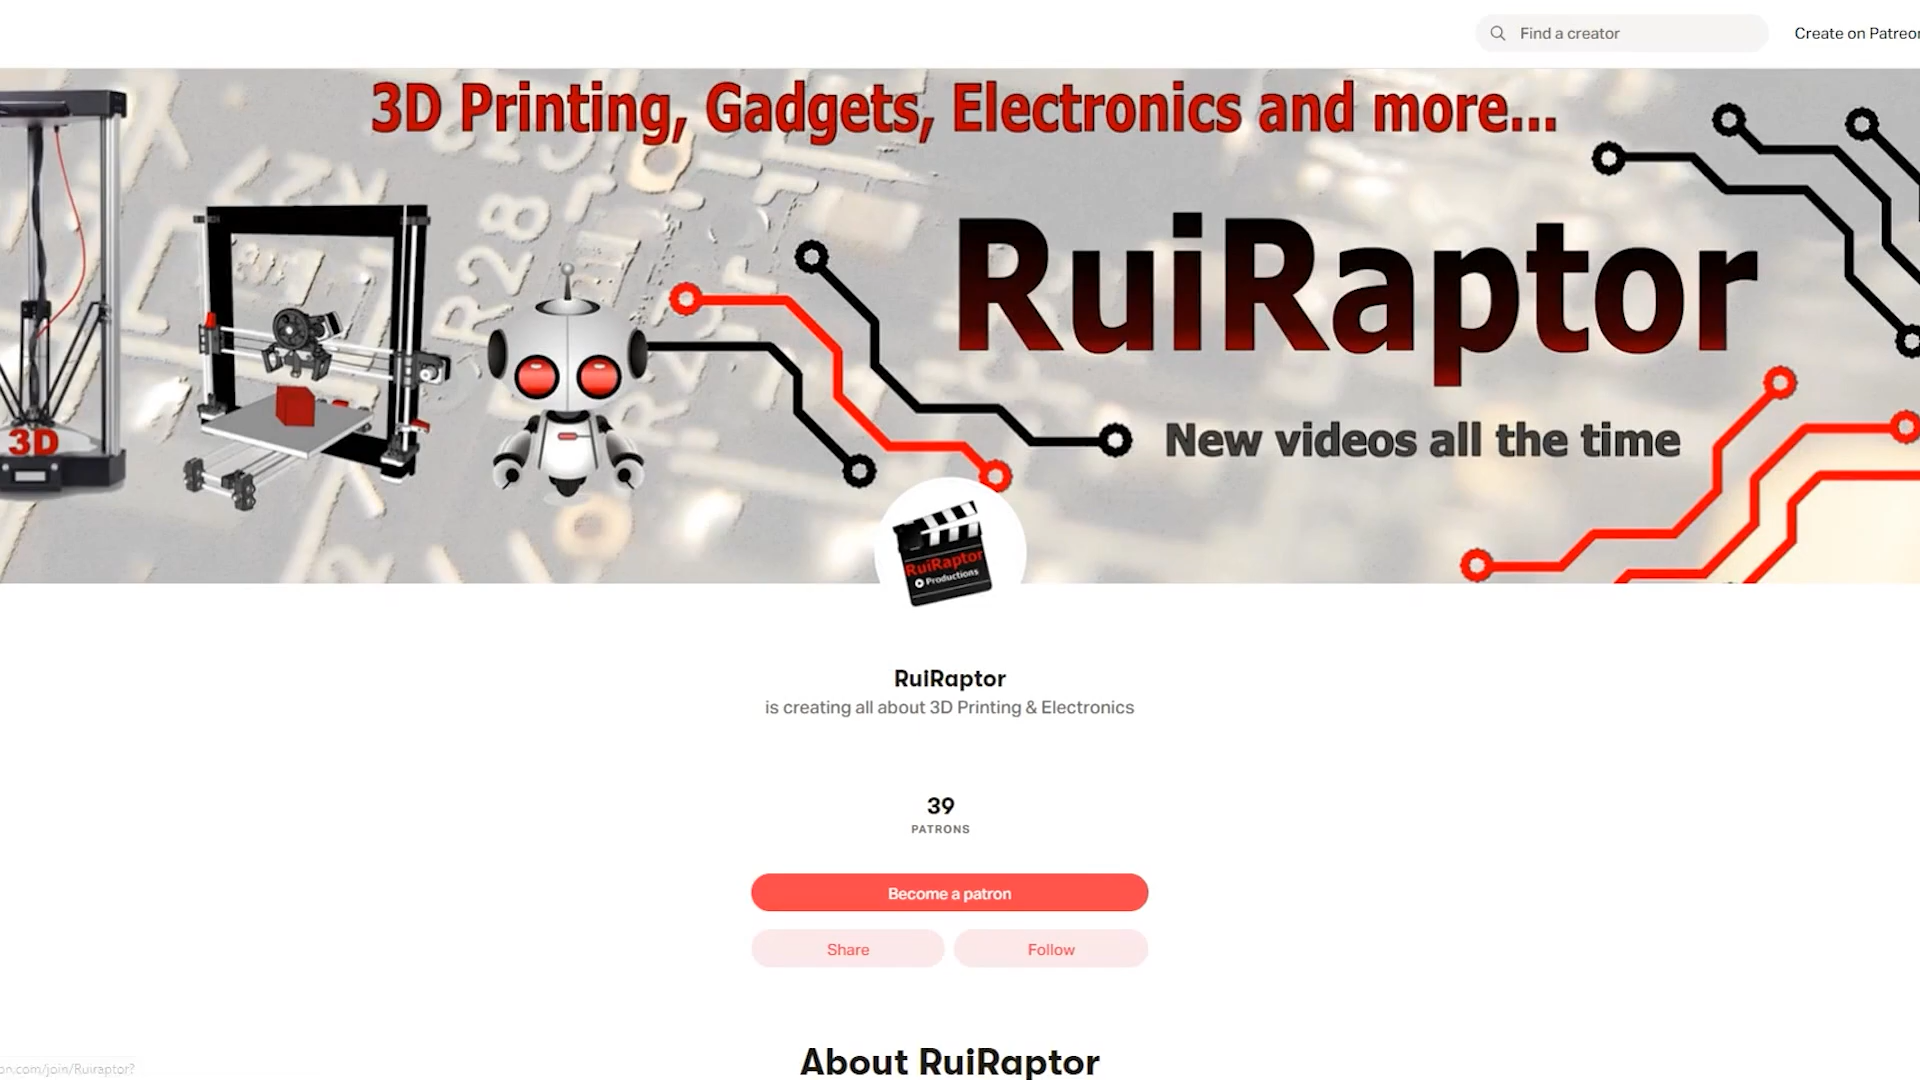 Find a creator
Create on Patreon
3D Printing, Gadgets, Electronics and more...
R28
RuiRaptor
3D
New videos all the time
RuiRaptor
Productions
RuiRaptor
is creating all about 3D Printing & Electronics
39
PATRONS
Become a patron
Share
Follow
About RuiRaptor
on.com/join/Ruiraptor?